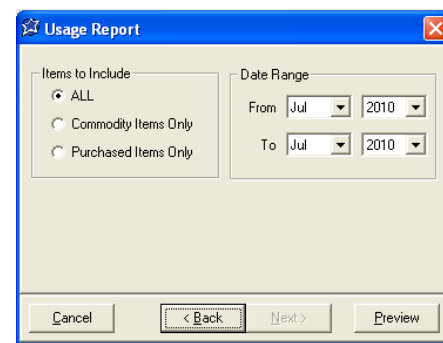 Usage Report
Items to Include
ALL
Commodity Items Only
Purchased Items Only
Date Range
From Jul 2010
To Jul 2010
Cancel < Back Next > Preview